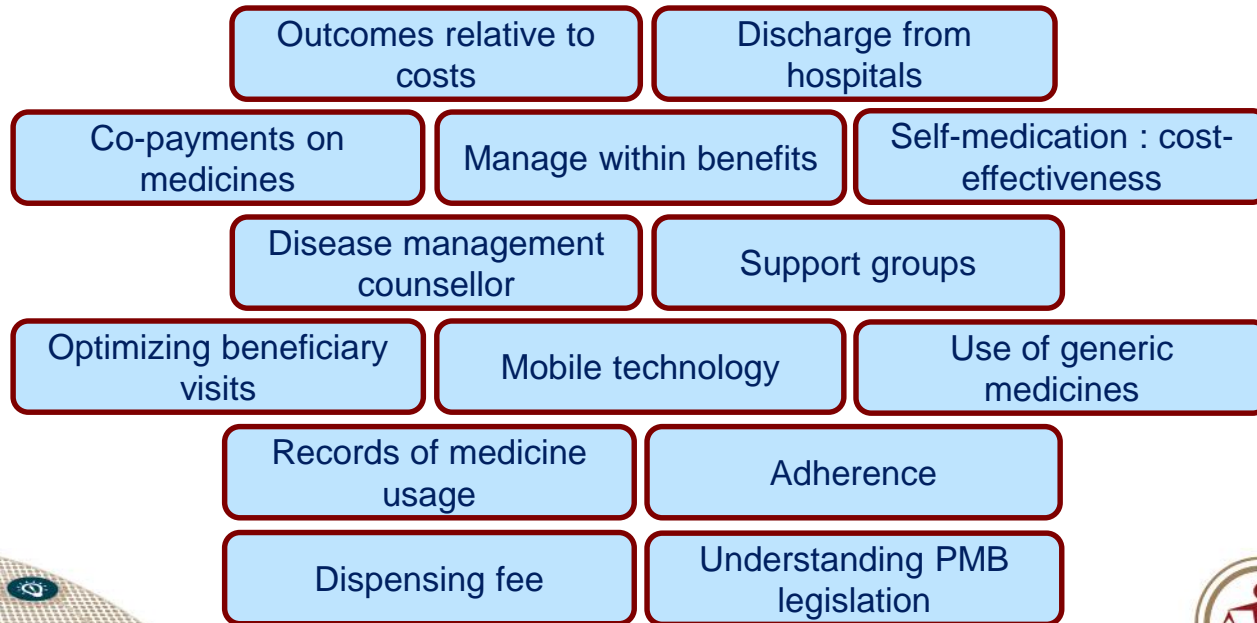 Outcomes relative to
costs
Discharge from
hospitals
Co-payments on
medicines
Manage within benefits
Self-medication : cost-
effectiveness
Disease management
counsellor
Support groups
Optimizing beneficiary
visits
Mobile technology
Use of generic
medicines
Records of medicine
usage
Adherence
Dispensing fee
Understanding PMB
legislation